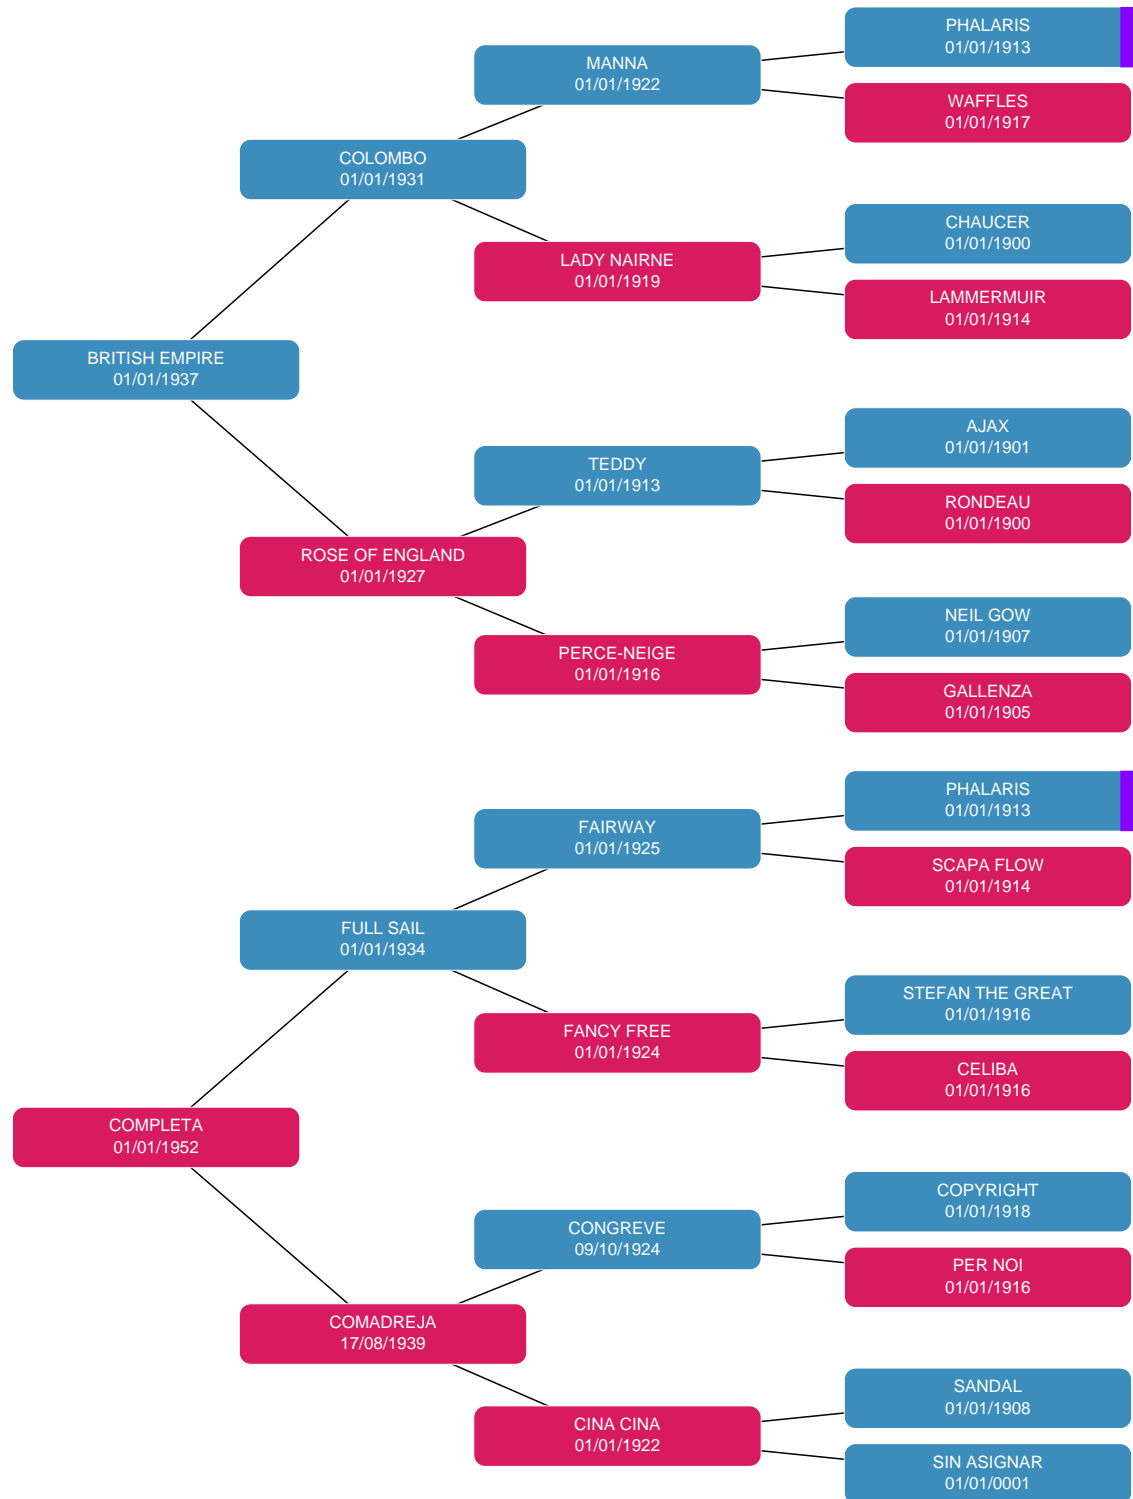 PHALARIS
01/01/1913
MANNA
01/01/1922
WAFFLES
01/01/1917
COLOMBO
01/01/1931
CHAUCER
01/01/1900
LADY NAIRNE
01/01/1919
LAMMERMUIR
01/01/1914
BRITISH EMPIRE
01/01/1937
AJAX
01/01/1901
TEDDY
01/01/1913
RONDEAU
01/01/1900
ROSE OF ENGLAND
01/01/1927
NEIL GOW
01/01/1907
PERCE-NEIGE
01/01/1916
GALLENZA
01/01/1905
PHALARIS
01/01/1913
FAIRWAY
01/01/1925
SCAPA FLOW
01/01/1914
FULL SAIL
01/01/1934
STEFAN THE GREAT
01/01/1916
FANCY FREE
01/01/1924
CELIBA
01/01/1916
COMPLETA
01/01/1952
COPYRIGHT
01/01/1918
CONGREVE
09/10/1924
PER NOI
01/01/1916
COMADREJA
17/08/1939
SANDAL
01/01/1908
CINA CINA
01/01/1922
SIN ASIGNAR
01/01/0001